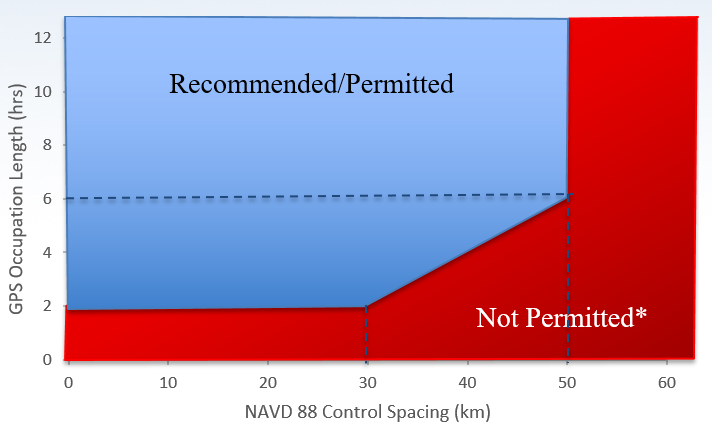 12
10
8
6
4
2
0
GPS Occupation Length (hrs)
Recommended/Permitted
Not Permitted*
0 10 20 30 40 50 60
NAVD 88 Control Spacing (km)